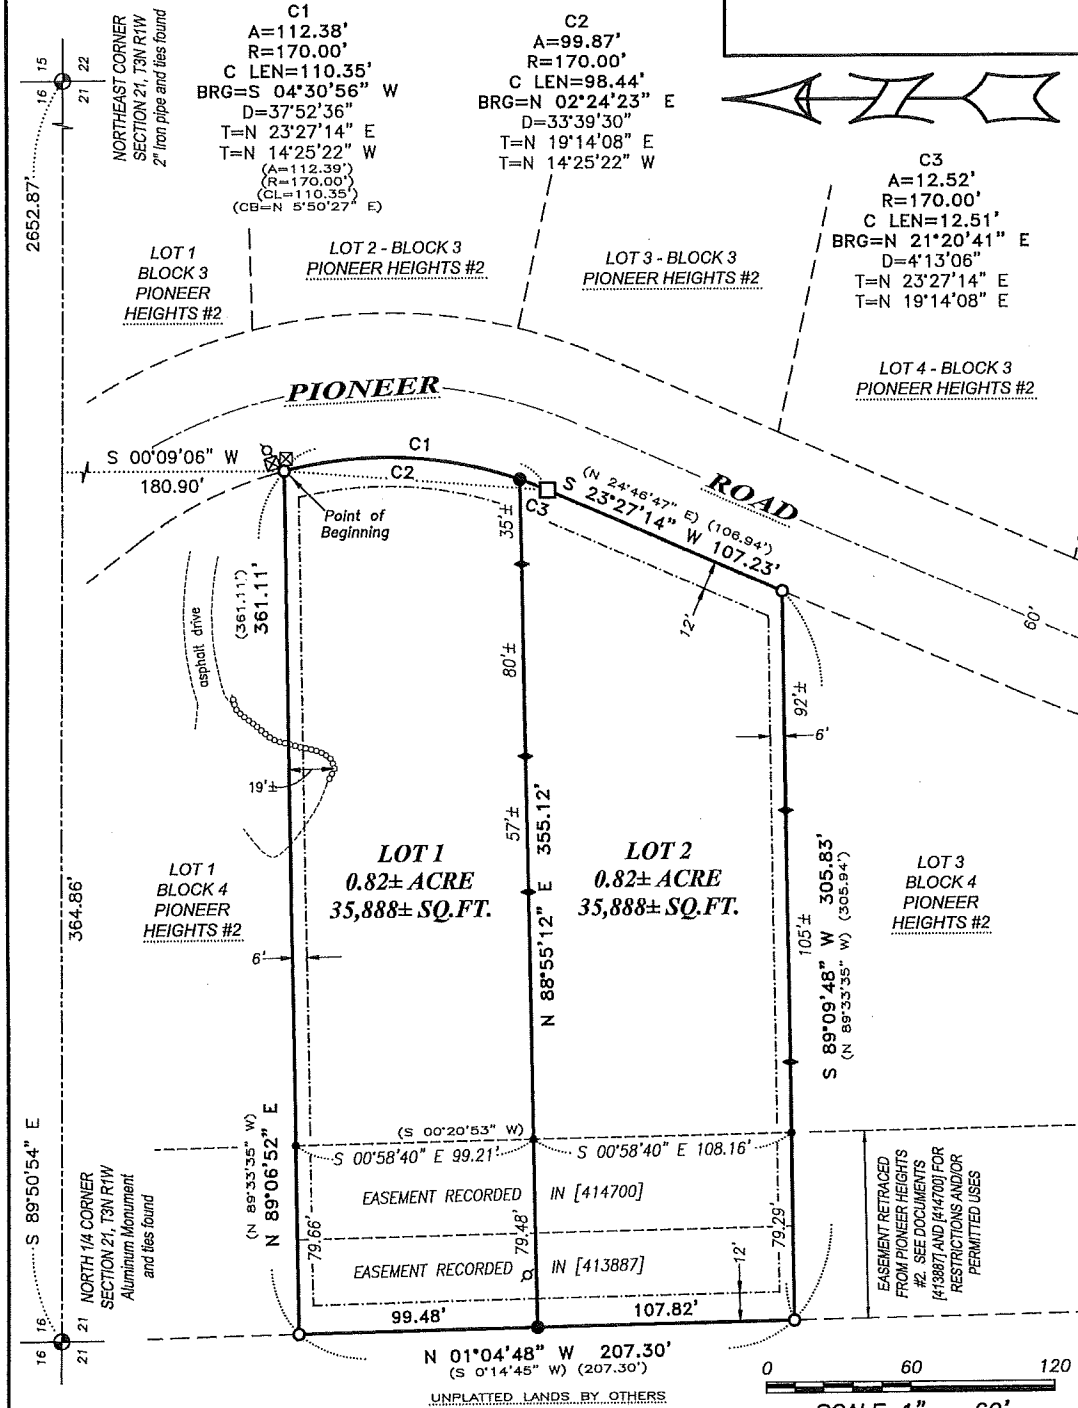 C1
A=112.38'
R=170.00'
C LEN=110.35'
BRG=S 04°30'56" W
D=37°52'36"
T=N 23°27'14" E
T=N 14°25'22" W
(A=112.39')
(R=170.00')
(CL=110.35')
(CB=N 5°50'27" E)
C2
A=99.87'
R=170.00'
C LEN=98.44'
BRG=N 02°24'23" E
D=33°39'30"
T=N 19°14'08" E
T=N 14°25'22" W
C3
A=12.52'
R=170.00'
C LEN=12.51'
BRG=N 21°20'41" E
D=4°13'06"
T=N 23°27'14" E
T=N 19°14'08" E
N
15
22
16
21
NORTHEAST CORNER
SECTION 21, T3N R1W
2" Iron pipe and ties found
2652.87'
LOT 1
BLOCK 3
PIONEER
HEIGHTS #2
LOT 2 - BLOCK 3
PIONEER HEIGHTS #2
LOT 3 - BLOCK 3
PIONEER HEIGHTS #2
LOT 4 - BLOCK 3
PIONEER HEIGHTS #2
PIONEER
ROAD
60'
S 00°09'06" W
180.90'
C1
C2
C3
Point of
Beginning
(N 24°46'47" E) (106.94')
S 23°27'14" W 107.23'
12'
35'±
80'±
57'±
(361.11')
361.11'
asphalt drive
19'±
92'±
6'
LOT 1
0.82± ACRE
35,888± SQ.FT.
LOT 2
0.82± ACRE
35,888± SQ.FT.
N 88°55'12" E 355.12'
LOT 1
BLOCK 4
PIONEER
HEIGHTS #2
6'
105'±
S 89°09'48" W 305.83'
(N 89°33'35" W) (305.94')
LOT 3
BLOCK 4
PIONEER
HEIGHTS #2
364.86'
S 89°50'54" E
(N 89°33'35" W)
N 89°06'52" E
(S 00°20'53" W)
S 00°58'40" E 99.21'
S 00°58'40" E 108.16'
EASEMENT RECORDED IN [414700]
79.66'
79.48'
79.29'
EASEMENT RECORDED IN [413887]
12'
99.48'
107.82'
N 01°04'48" W 207.30'
(S 0°14'45" W) (207.30')
UNPLATTED LANDS BY OTHERS
EASEMENT RETRACED
FROM PIONEER HEIGHTS
#2. SEE DOCUMENTS
[413887] AND [414700] FOR
RESTRICTIONS AND/OR
PERMITTED USES
NORTH 1/4 CORNER
SECTION 21, T3N R1W
Aluminum Monument
and ties found
16
16
21
21
0 60 120
SCALE 1" 60'